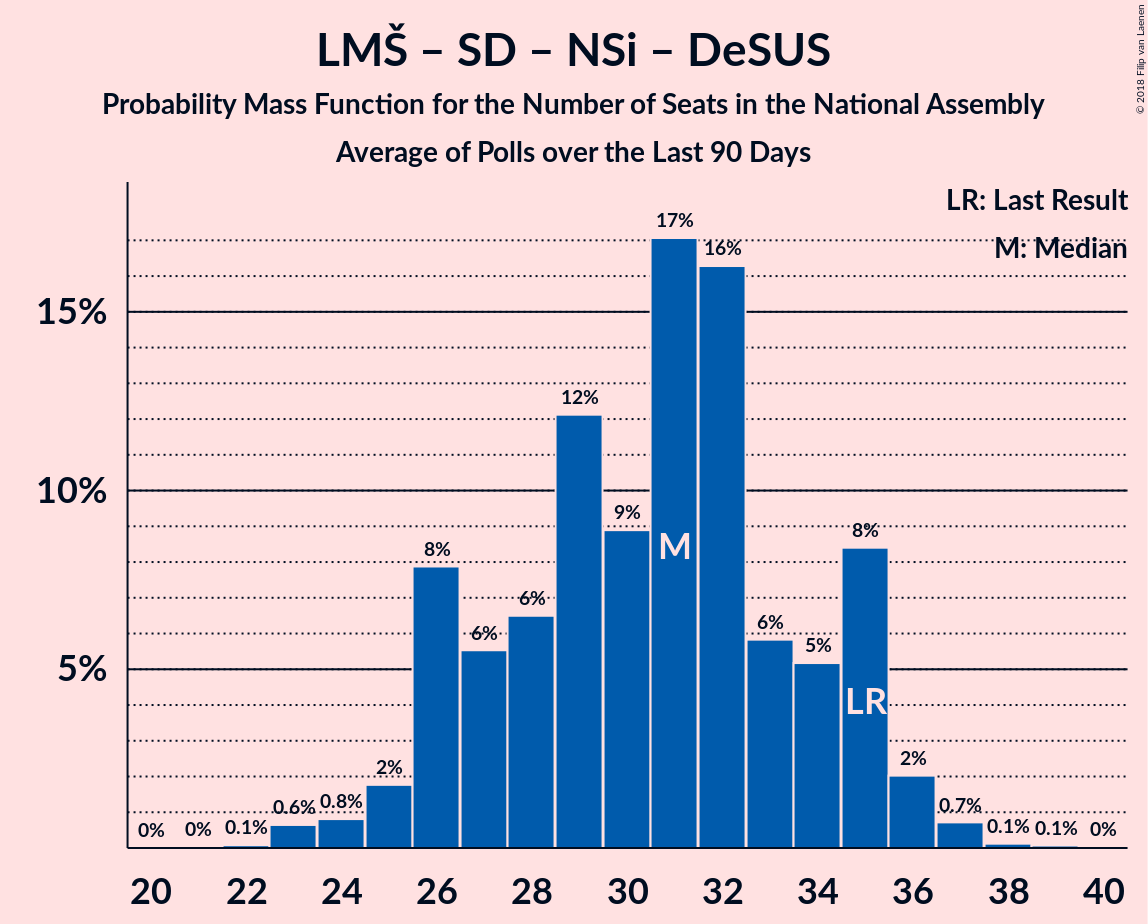 LMŠ – SD – NSi – DeSUS
Probability Mass Function for the Number of Seats in the National Assembly
Average of Polls over the Last 90 Days
© 2018 Filip van Laenen
LR: Last Result
M: Median
15%
10%
5%
0%
0%
0.1%
0.6%
0.8%
2%
8%
6%
6%
12%
9%
17%
16%
6%
5%
8%
2%
0.7%
0.1%
0.1%
0%
M
LR
20 22 24 26 28 30 32 34 36 38 40